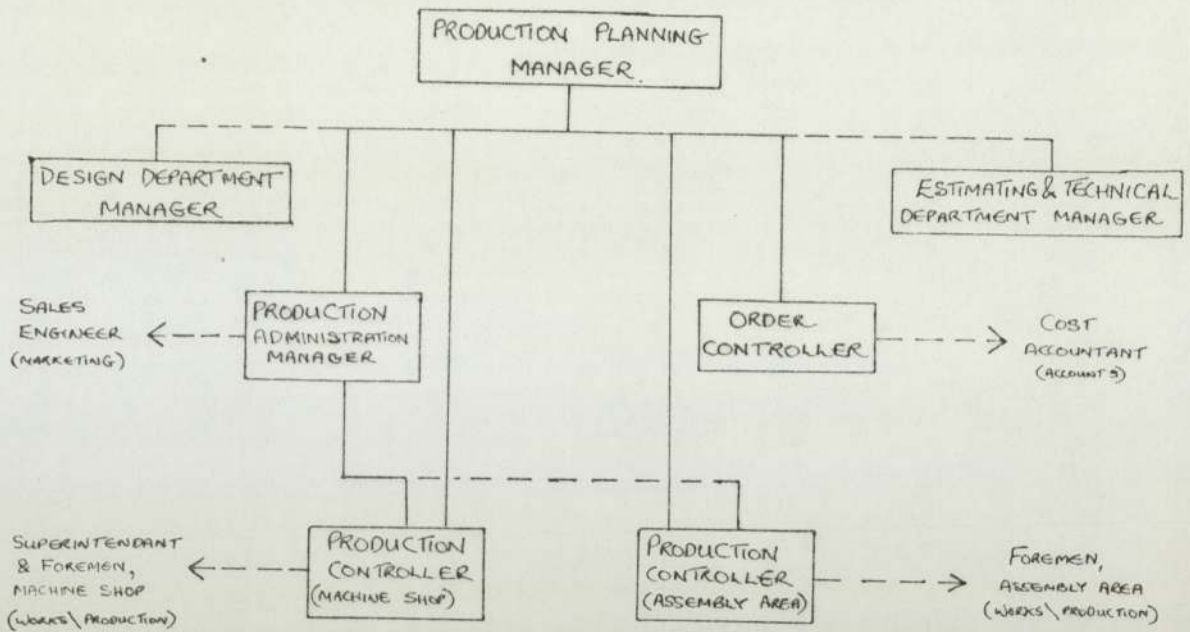 PRODUCTION PLANNING
MANAGER.
DESIGN DEPARTMENT
MANAGER
ESTIMATING & TECHNICAL
DEPARTMENT MANAGER
SALES
ENGINEER
(MARKETING)
PRODUCTION
ADMINISTRATION
MANAGER
ORDER
CONTROLLER
COST
ACCOUNTANT
(ACCOUNTS)
SUPERINTENDANT
& FOREMEN,
MACHINE SHOP
(WORKS\PRODUCTION)
PRODUCTION
CONTROLLER
(MACHINE SHOP)
PRODUCTION
CONTROLLER
(ASSEMBLY AREA)
FOREMEN,
ASSEMBLY AREA
(WORKS\PRODUCTION)